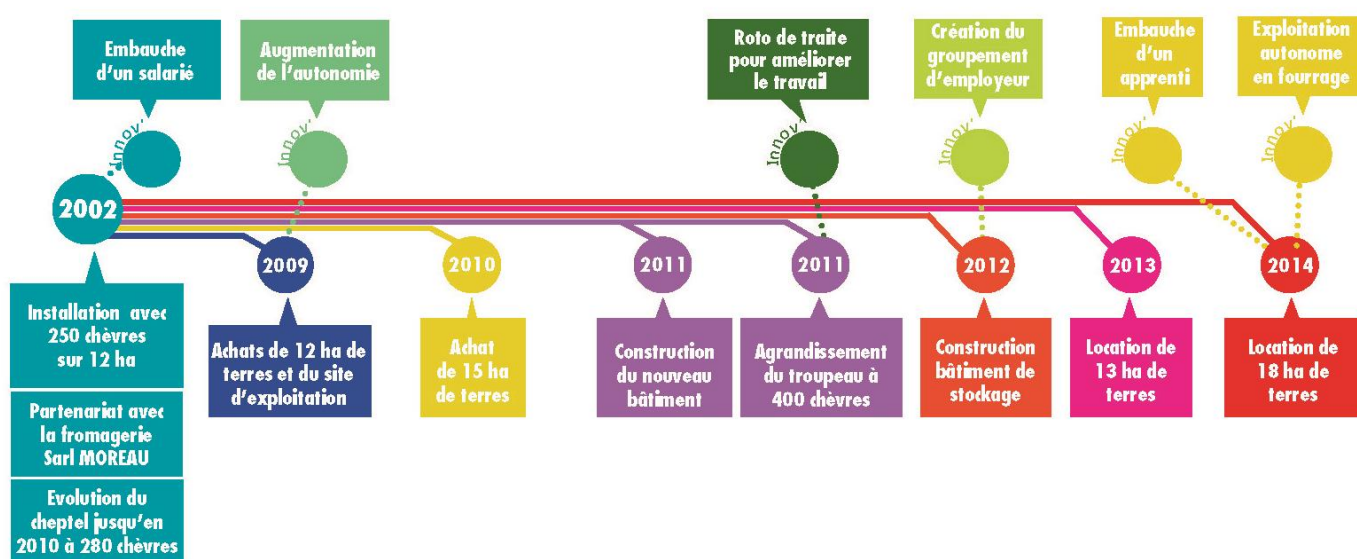 Embauche
d'un salarié
Augmentation
de l'autonomie
Roto de traite
pour améliorer
le travail
Création du
groupement
d'employeur
Embauche
d'un
apprenti
Exploitation
autonome
en fourrage
Innov'
Innov'
Innov'
Innov'
Innov'
Innov'
2002
2009
2010
2011
2011
2012
2013
2014
Installation avec
250 chèvres
sur 12 ha
Partenariat avec
la fromagerie
Sarl MOREAU
Evolution du
cheptel jusqu'en
2010 à 280 chèvres
Achats de 12 ha de
terres et du site
d'exploitation
Achat
de 15 ha
de terres
Construction
du nouveau
bâtiment
Agrandissement
du troupeau à
400 chèvres
Construction
bâtiment de
stockage
Location de
13 ha de
terres
Location de
18 ha de
terres